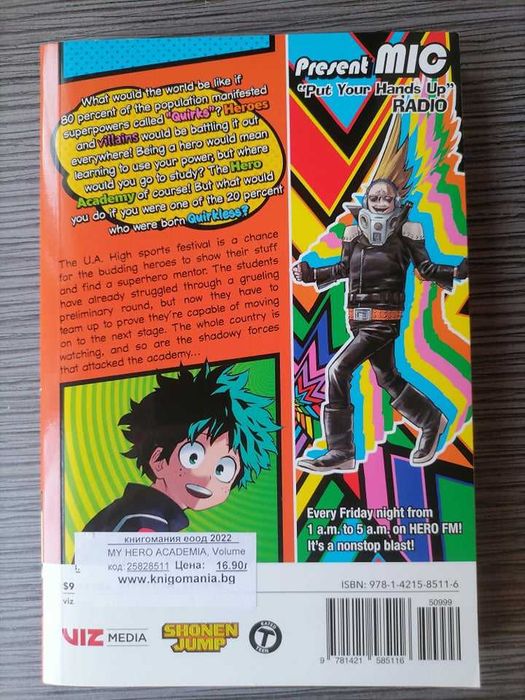 What would the world be like if
80 percent of the population manifested
superpowers called "Quirks"? Heroes
and villains would be battling it out
everywhere! Being a hero would mean
learning to use your power, but where
would you go to study? The Hero
Academy of course! But what would
you do if you were one of the 20 percent
who were born Quirkless?
The U.A. High sports festival is a chance
for the budding heroes to show their stuff
and find a superhero mentor. The students
have already struggled through a grueling
preliminary round, but now they have to
team up to prove they're capable of moving
on to the next stage. The whole country is
watching, and so are the shadowy forces
that attacked the academy...
Present MIC
"Put Your Hands Up"
RADIO
Every Friday night from
1 a.m. to 5 a.m. on HERO FM!
It's a nonstop blast!
книгомания еоод 2022
MY HERO ACADEMIA, Volume
код: 25828511 Цена: 16.90л
www.knigomania.bg
$9
viz.
VIZ MEDIA
SHONEN
JUMP
RATED
T
TEEN
ISBN: 978-1-4215-8511-6
50999
9 781421 585116